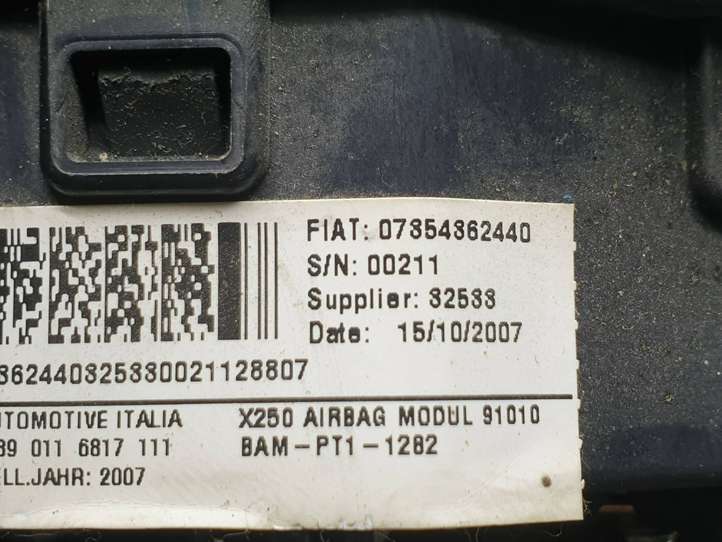 FIAT: 07354362440
S/N: 00211
Supplier: 32533
Date: 15/10/2007
362440325330021128807
UTOMOTIVE ITALIA
X250 AIRBAG MODUL 91010
39 011 6817 111
BAM-PT1-1282
ELL.JAHR: 2007